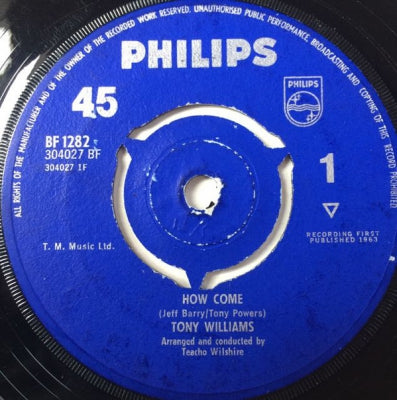 ALL RIGHTS OF THE MANUFACTURER AND OF THE OWNER OF THE RECORDED WORK RESERVED. UNAUTHORISED PUBLIC PERFORMANCE, BROADCASTING AND COPYING OF THIS RECORD PROHIBITED
PHILIPS
45
PHILIPS
BF 1282
304027 BF
304027 1F
1
RECORDING FIRST
PUBLISHED 1963
T. M. Music Ltd.
HOW COME
(Jeff Barry/Tony Powers)
TONY WILLIAMS
Arranged and conducted by
Teacho Wilshire